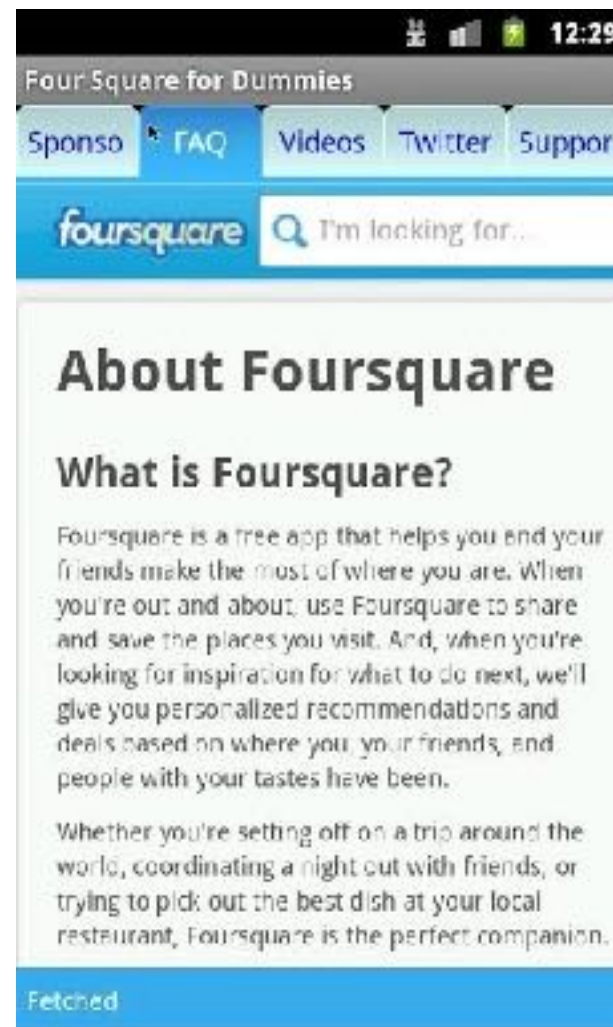 12:29
Four Square for Dummies
Sponso FAQ Videos Twitter Suppor
foursquare I'm looking for...
About Foursquare
What is Foursquare?
Foursquare is a free app that helps you and your
friends make the most of where you are. When
you're out and about, use Foursquare to share
and save the places you visit. And, when you're
looking for inspiration for what to do next, we'll
give you personalized recommendations and
deals based on where you, your friends, and
people with your tastes have been.
Whether you're setting off on a trip around the
world, coordinating a night out with friends, or
trying to pick out the best dish at your local
restaurant, Foursquare is the perfect companion.
Fetched